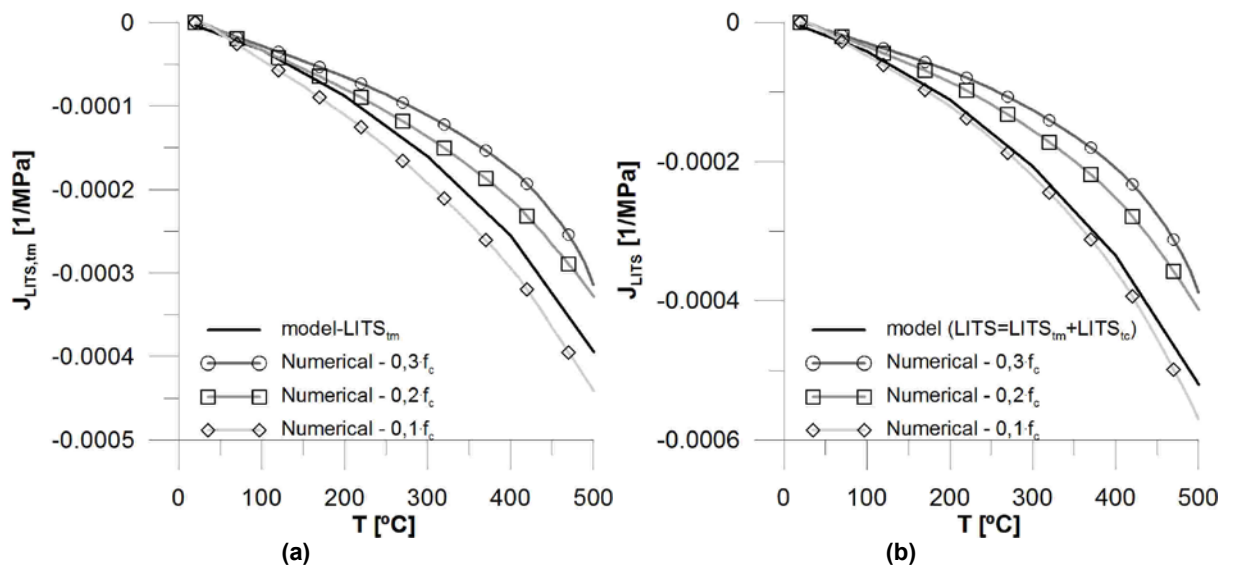 0
-0.0001
-0.0002
-0.0003
-0.0004
-0.0005
J_LITS,tm [1/MPa]
model-LITS_tm
Numerical - 0,3·f_c
Numerical - 0,2·f_c
Numerical - 0,1·f_c
0 100 200 300 400 500
T [ºC]
(a)
0
-0.0002
-0.0004
-0.0006
J_LITS [1/MPa]
model (LITS=LITS_tm+LITS_tc)
Numerical - 0,3·f_c
Numerical - 0,2·f_c
Numerical - 0,1·f_c
0 100 200 300 400 500
T [ºC]
(b)